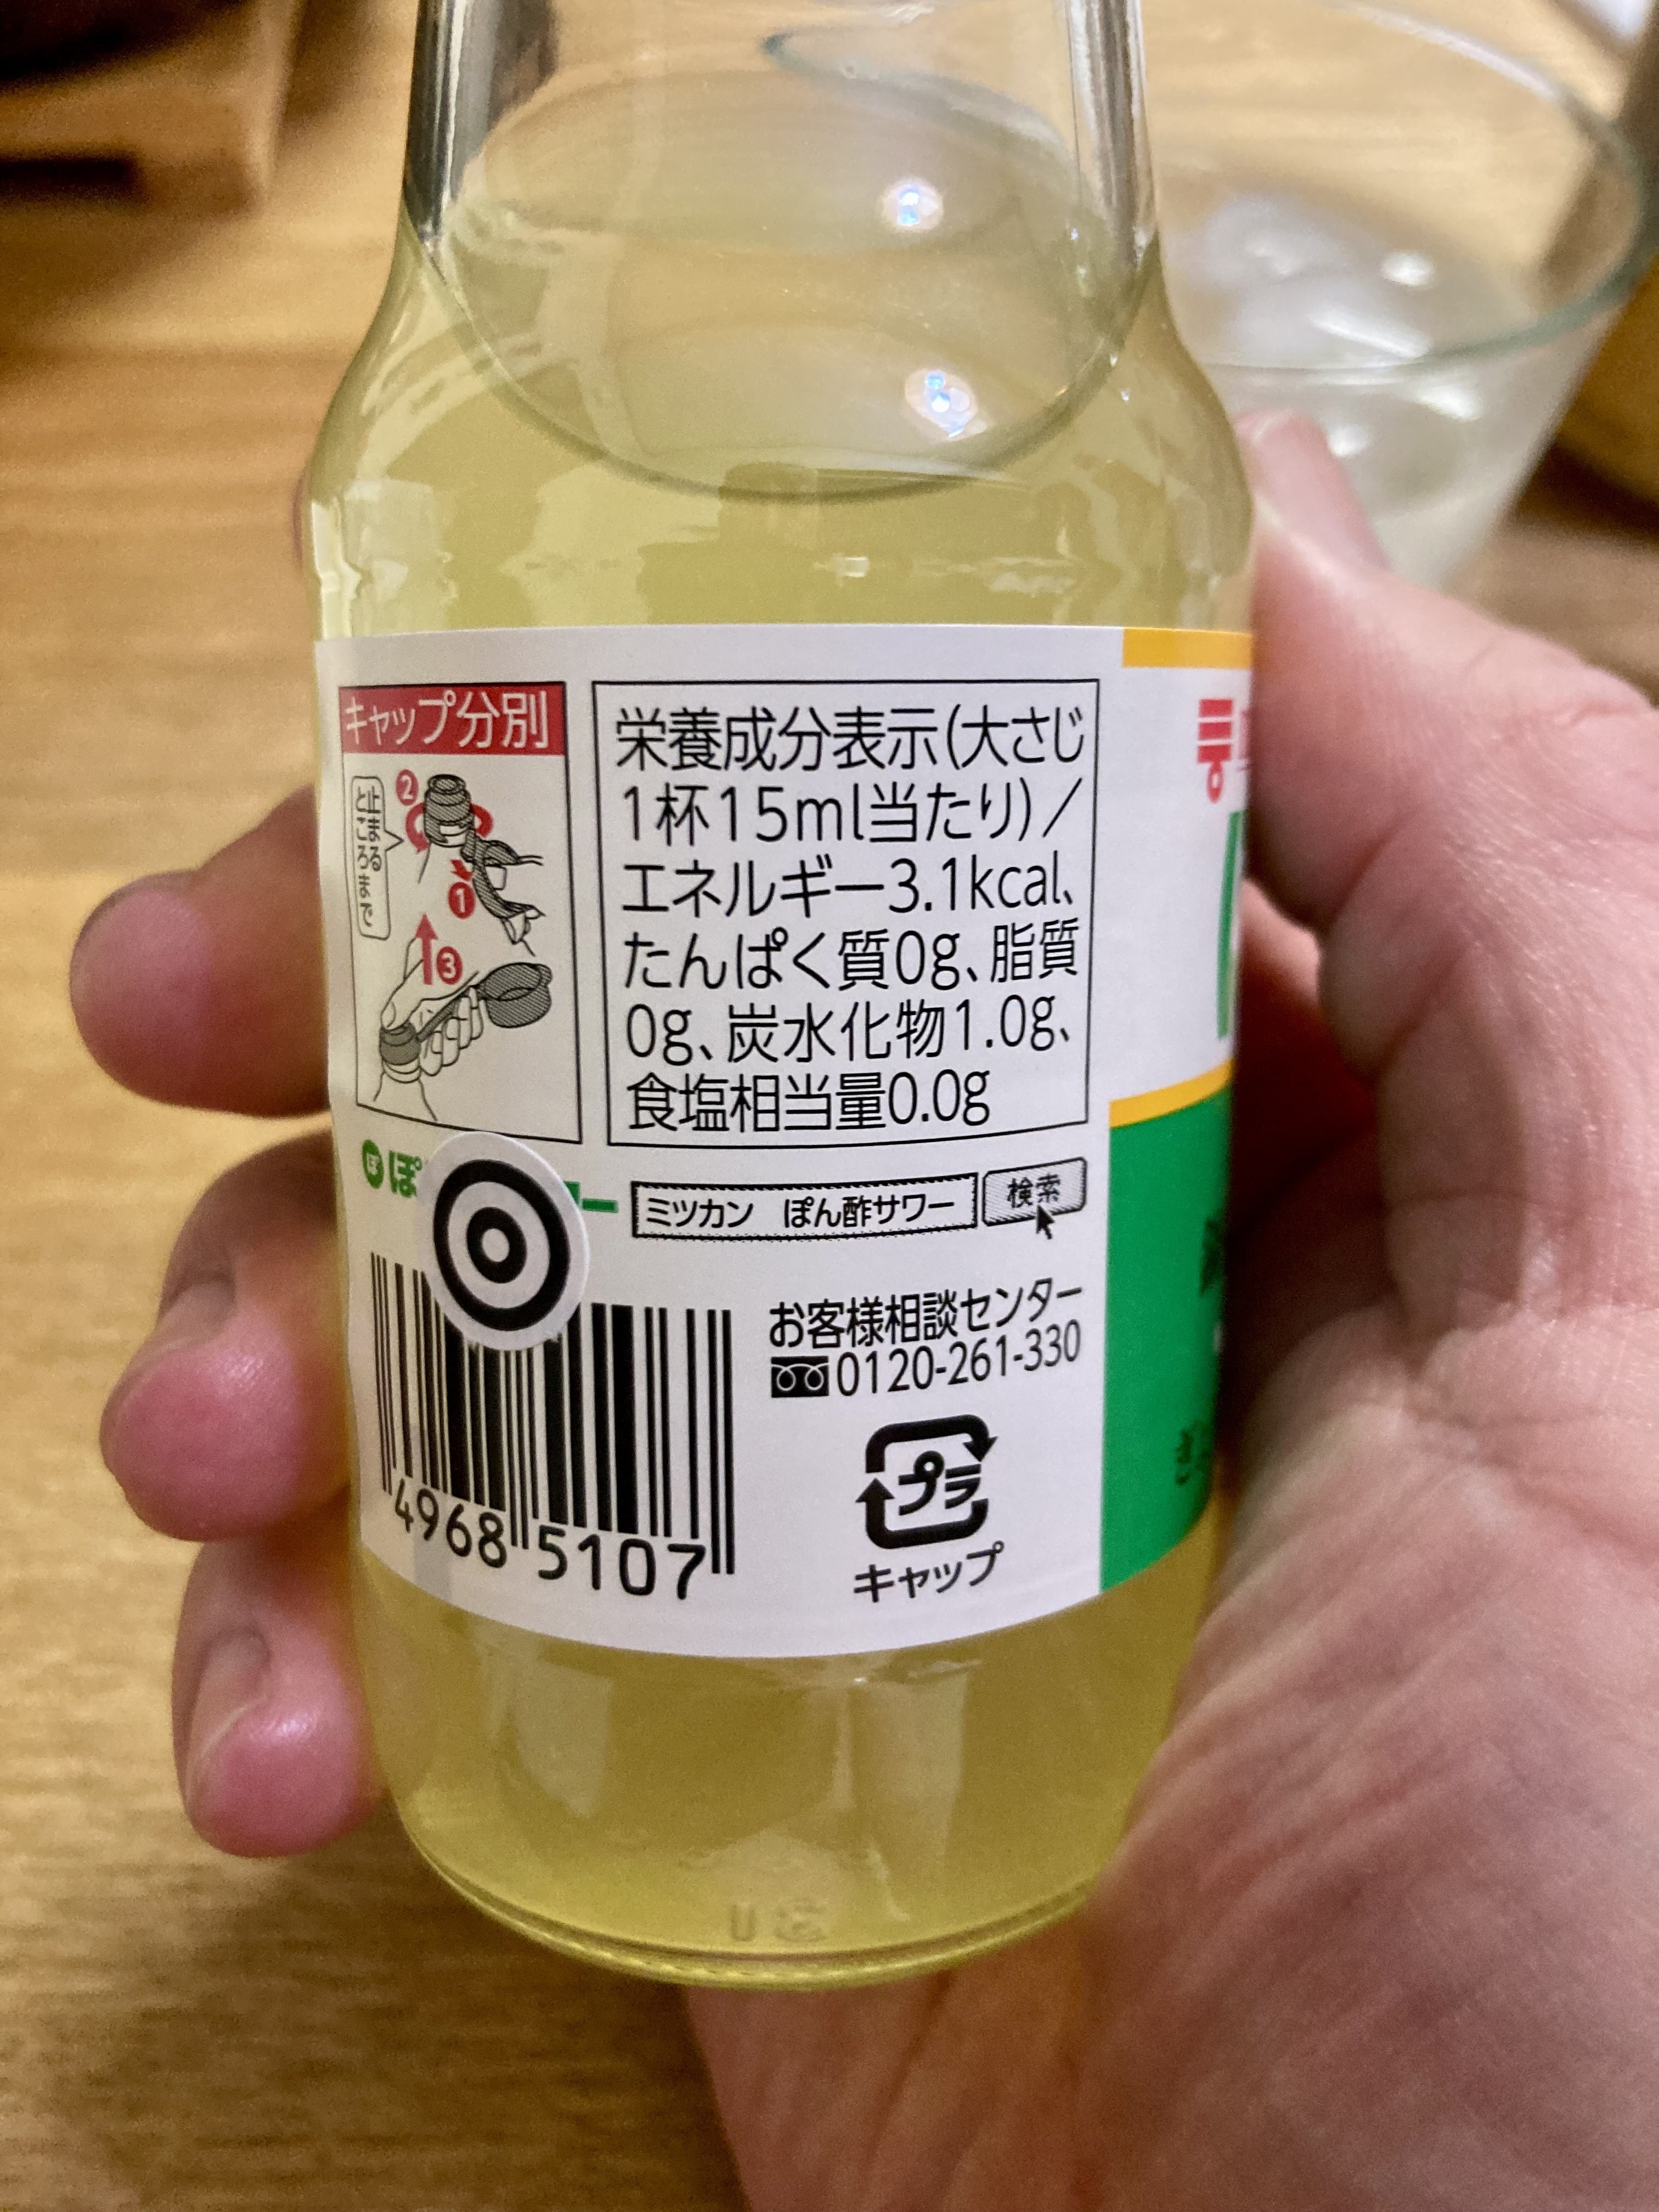 キャップ分別
②
止まる
ところまで
①
③
栄養成分表示(大さじ
1杯15ml当たり)/
エネルギー3.1kcal、
たんぱく質0g、脂質
0g、炭水化物1.0g、
食塩相当量0.0g
ミツカン ぽん酢サワー 検索
お客様相談センター
0120-261-330
4968 5107
プラ
キャップ